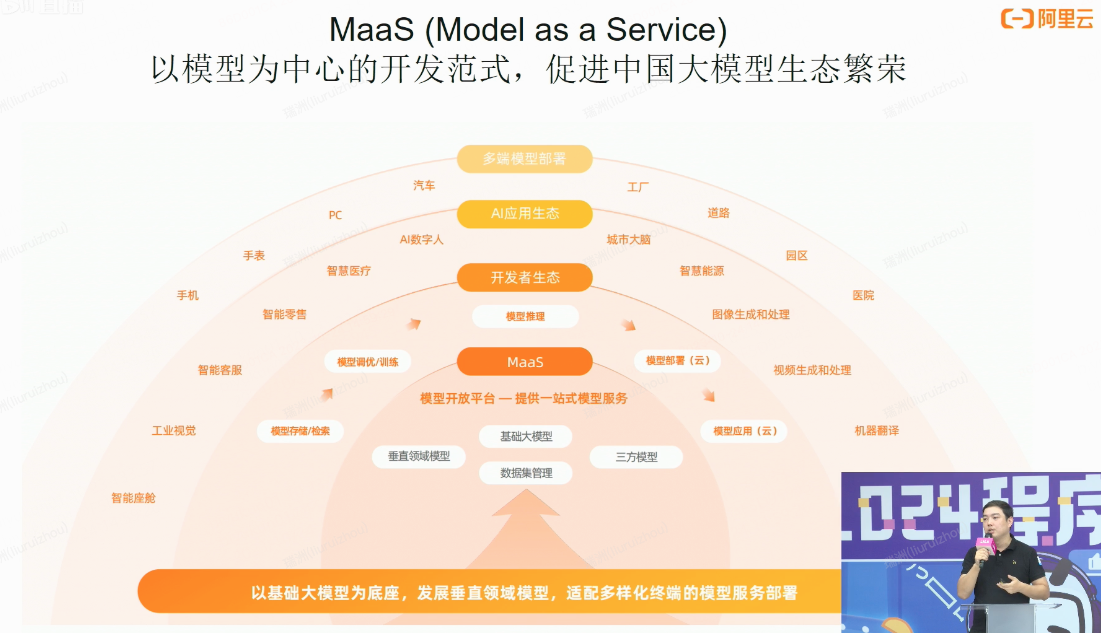 MaaS (Model as a Service)
阿里云
以模型为中心的开发范式，促进中国大模型生态繁荣
多端模型部署
汽车
工厂
PC
AI应用生态
道路
手表
AI数字人
城市大脑
园区
手机
智慧医疗
开发者生态
智慧能源
医院
智能零售
模型推理
图像生成和处理
智能客服
模型调优/训练
MaaS
模型部署（云）
视频生成和处理
模型开放平台 — 提供一站式模型服务
工业视觉
模型存储/检索
基础大模型
模型应用（云）
机器翻译
垂直领域模型
三方模型
数据集管理
智能座舱
以基础大模型为底座，发展垂直领域模型，适配多样化终端的模型服务部署
1024程序
(liuruizhou)